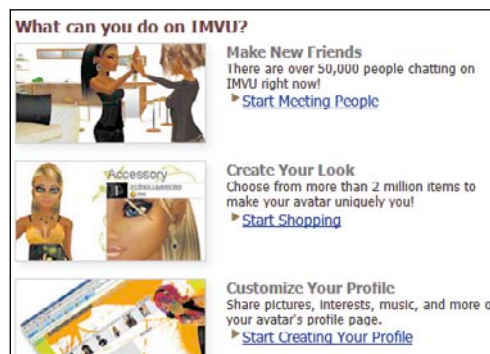 What can you do on IMVU?
Make New Friends
There are over 50,000 people chatting on
IMVU right now!
Start Meeting People
Accessory
Create Your Look
Choose from more than 2 million items to
make your avatar uniquely you!
Start Shopping
Customize Your Profile
Share pictures, interests, music, and more o
your avatar's profile page.
Start Creating Your Profile